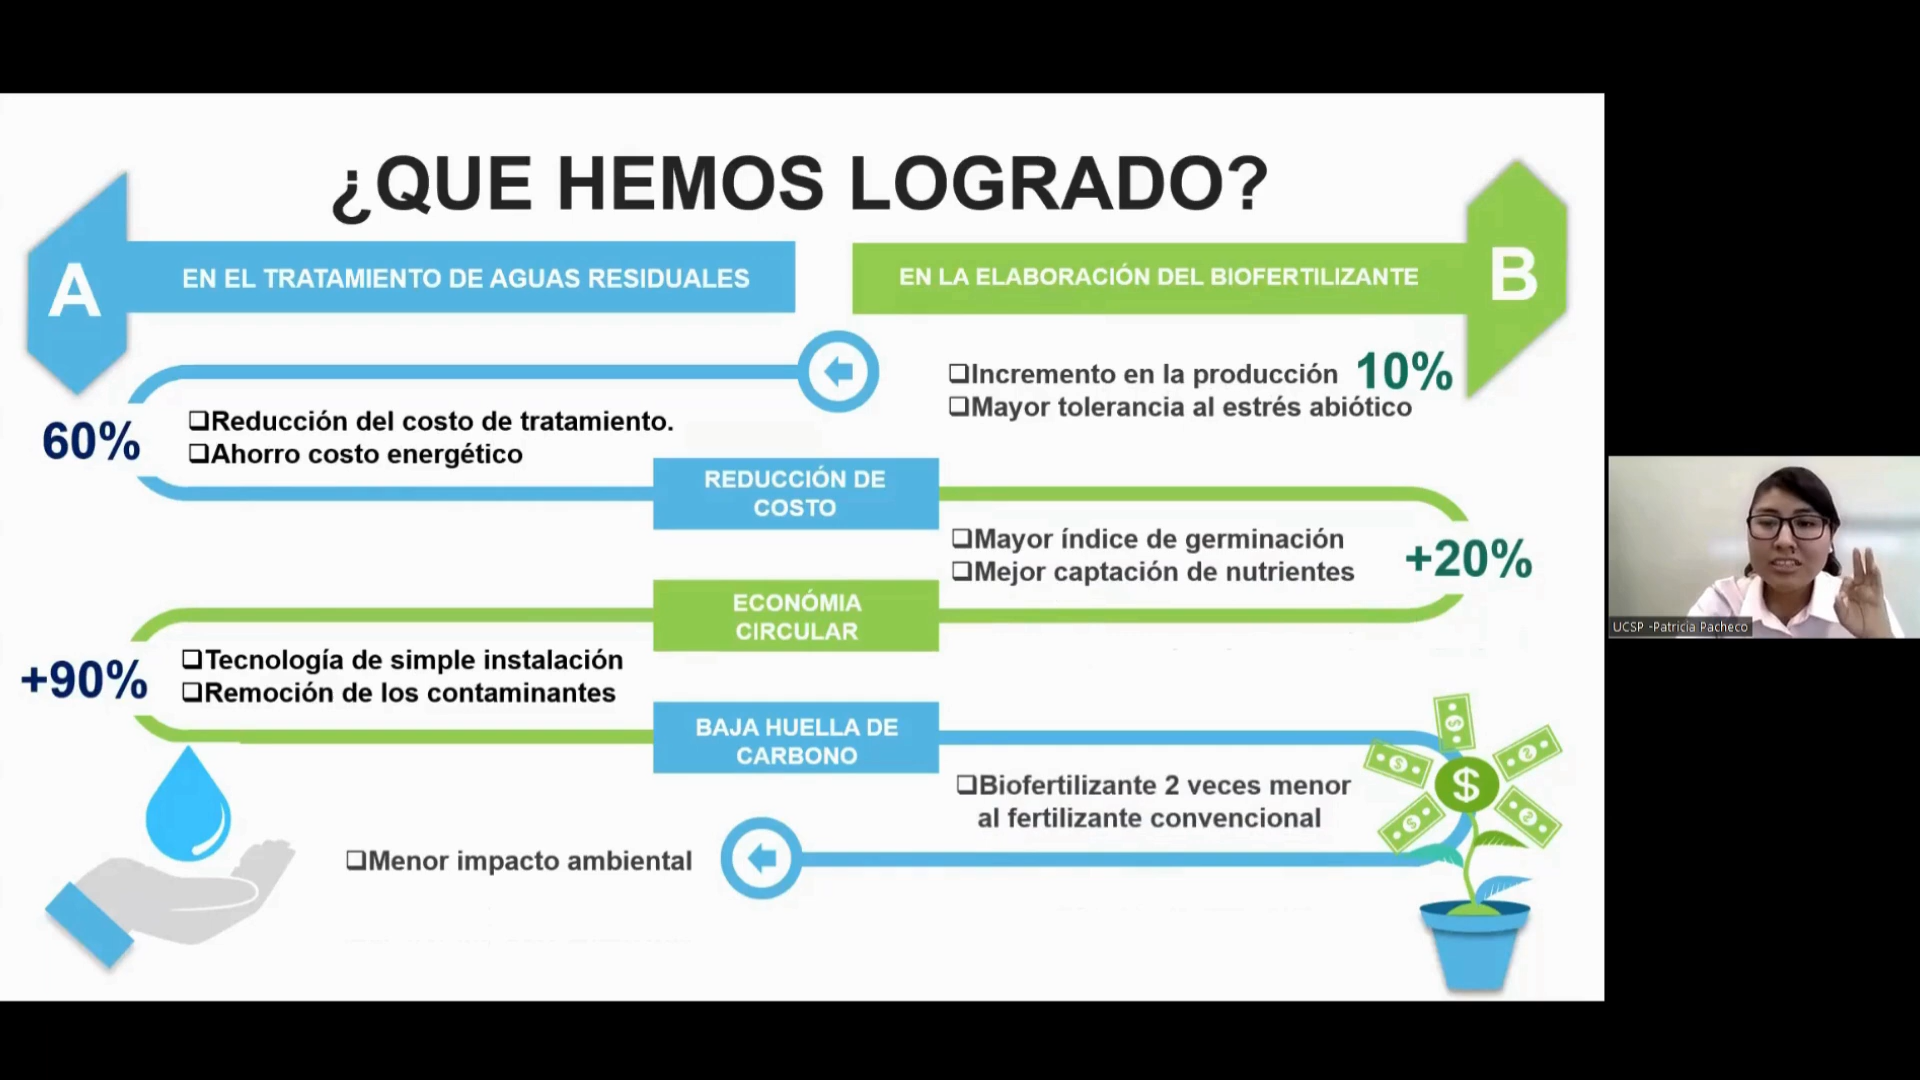 ¿QUE HEMOS LOGRADO?
A
EN EL TRATAMIENTO DE AGUAS RESIDUALES
EN LA ELABORACIÓN DEL BIOFERTILIZANTE
B
❑Incremento en la producción 10%
❑Mayor tolerancia al estrés abiótico
60%
❑Reducción del costo de tratamiento.
❑Ahorro costo energético
REDUCCIÓN DE
COSTO
❑Mayor índice de germinación
❑Mejor captación de nutrientes
+20%
ECONÓMIA
CIRCULAR
+90%
❑Tecnología de simple instalación
❑Remoción de los contaminantes
BAJA HUELLA DE
CARBONO
❑Biofertilizante 2 veces menor
al fertilizante convencional
❑Menor impacto ambiental
$
UCSP -Patricia Pacheco